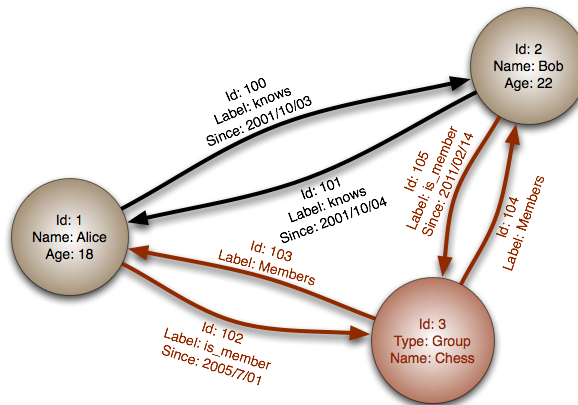 Id: 2
Name: Bob
Age: 22
Id: 100
Label: knows
Since: 2001/10/03
Id: 101
Label: knows
Since: 2001/10/04
Id: 105
Label: is_member
Since: 2011/02/14
Id: 104
Label: Members
Id: 1
Name: Alice
Age: 18
Id: 103
Label: Members
Id: 102
Label: is_member
Since: 2005/7/01
Id: 3
Type: Group
Name: Chess